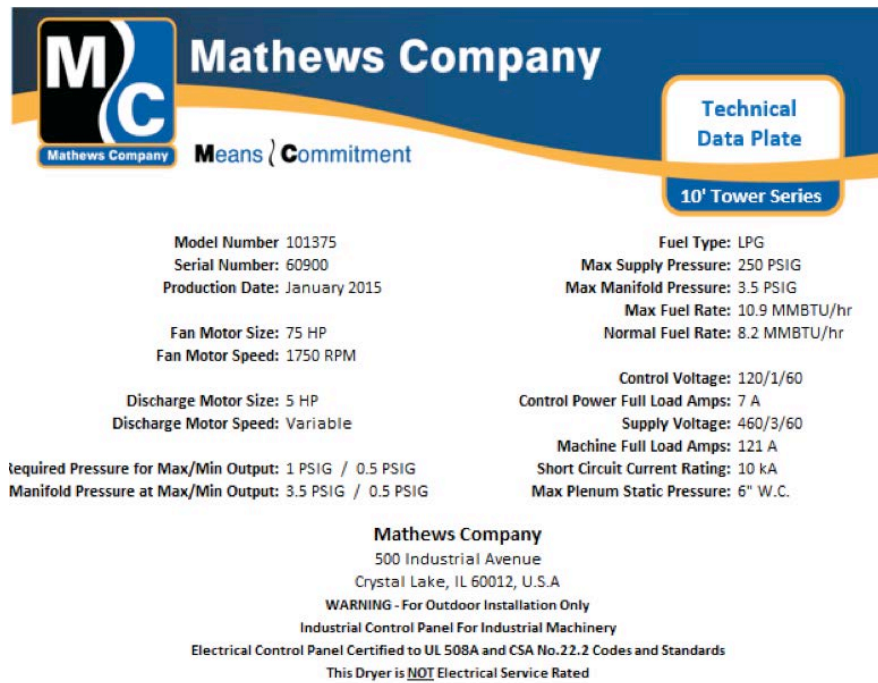 M
C
Mathews Company
Mathews Company
Means Commitment
Technical
Data Plate
10' Tower Series
Model Number 101375
Serial Number: 60900
Production Date: January 2015
Fan Motor Size: 75 HP
Fan Motor Speed: 1750 RPM
Discharge Motor Size: 5 HP
Discharge Motor Speed: Variable
Required Pressure for Max/Min Output: 1 PSIG / 0.5 PSIG
Manifold Pressure at Max/Min Output: 3.5 PSIG / 0.5 PSIG
Fuel Type: LPG
Max Supply Pressure: 250 PSIG
Max Manifold Pressure: 3.5 PSIG
Max Fuel Rate: 10.9 MMBTU/hr
Normal Fuel Rate: 8.2 MMBTU/hr
Control Voltage: 120/1/60
Control Power Full Load Amps: 7 A
Supply Voltage: 460/3/60
Machine Full Load Amps: 121 A
Short Circuit Current Rating: 10 kA
Max Plenum Static Pressure: 6" W.C.
Mathews Company
500 Industrial Avenue
Crystal Lake, IL 60012, U.S.A
WARNING - For Outdoor Installation Only
Industrial Control Panel For Industrial Machinery
Electrical Control Panel Certified to UL 508A and CSA No.22.2 Codes and Standards
This Dryer is NOT Electrical Service Rated